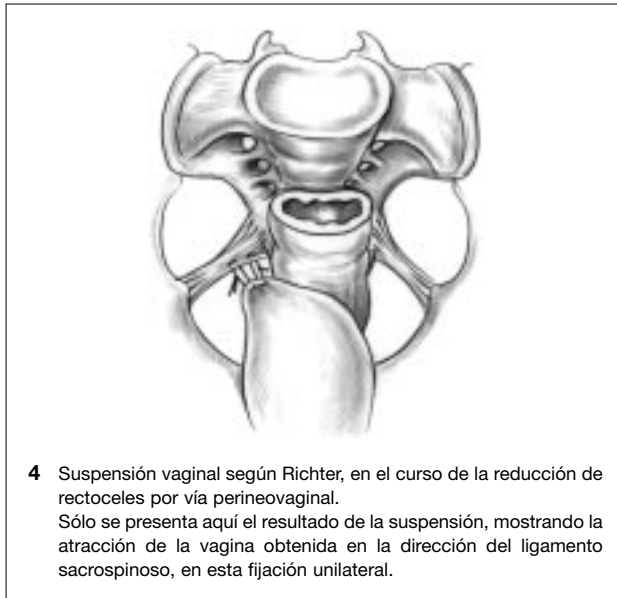 4 Suspensión vaginal según Richter, en el curso de la reducción de
rectoceles por vía perineovaginal.
Sólo se presenta aquí el resultado de la suspensión, mostrando la
atracción de la vagina obtenida en la dirección del ligamento
sacrospinoso, en esta fijación unilateral.